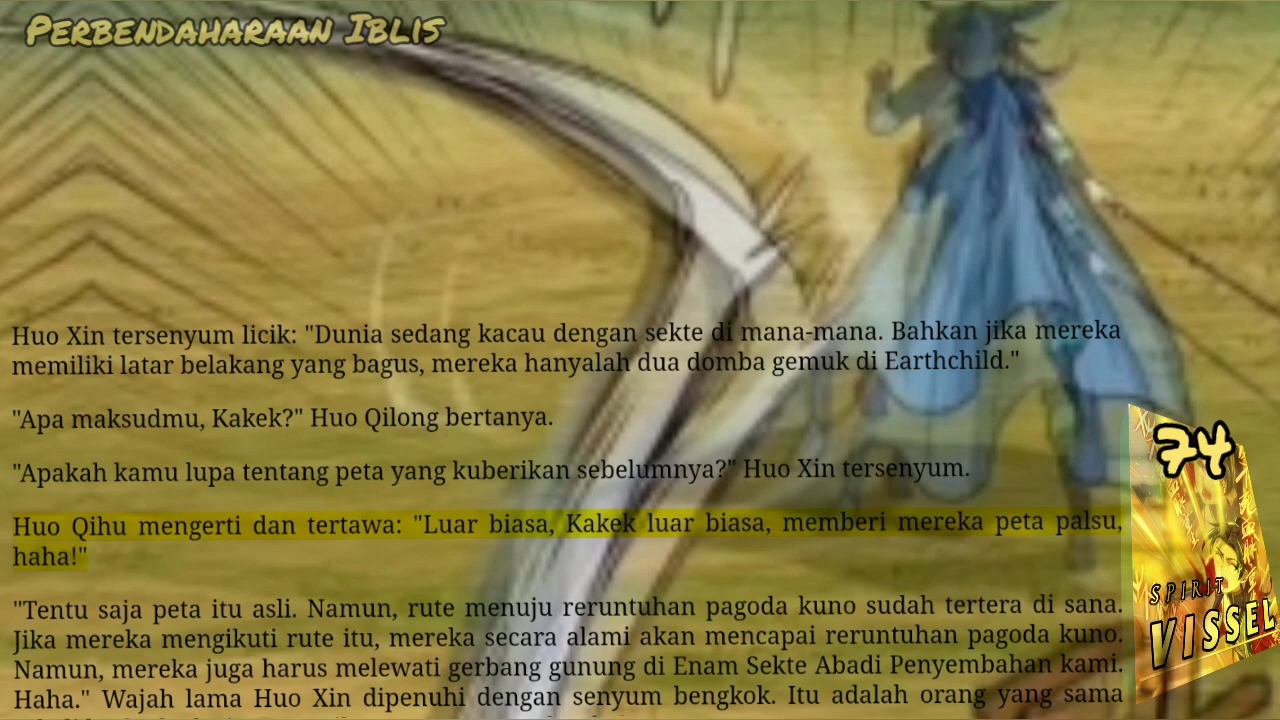 PERBENDAHARAAN IBLIS
Huo Xin tersenyum licik: "Dunia sedang kacau dengan sekte di mana-mana. Bahkan jika mereka
memiliki latar belakang yang bagus, mereka hanyalah dua domba gemuk di Earthchild."
"Apa maksudmu, Kakek?" Huo Qilong bertanya.
"Apakah kamu lupa tentang peta yang kuberikan sebelumnya?" Huo Xin tersenyum.
Huo Qihu mengerti dan tertawa: "Luar biasa, Kakek luar biasa, memberi mereka peta palsu,
haha!"
"Tentu saja peta itu asli. Namun, rute menuju reruntuhan pagoda kuno sudah tertera di sana.
Jika mereka mengikuti rute itu, mereka secara alami akan mencapai reruntuhan pagoda kuno.
Namun, mereka juga harus melewati gerbang gunung di Enam Sekte Abadi Penyembahan kami.
Haha." Wajah lama Huo Xin dipenuhi dengan senyum bengkok. Itu adalah orang yang sama
74
SPIRIT
VISSEL